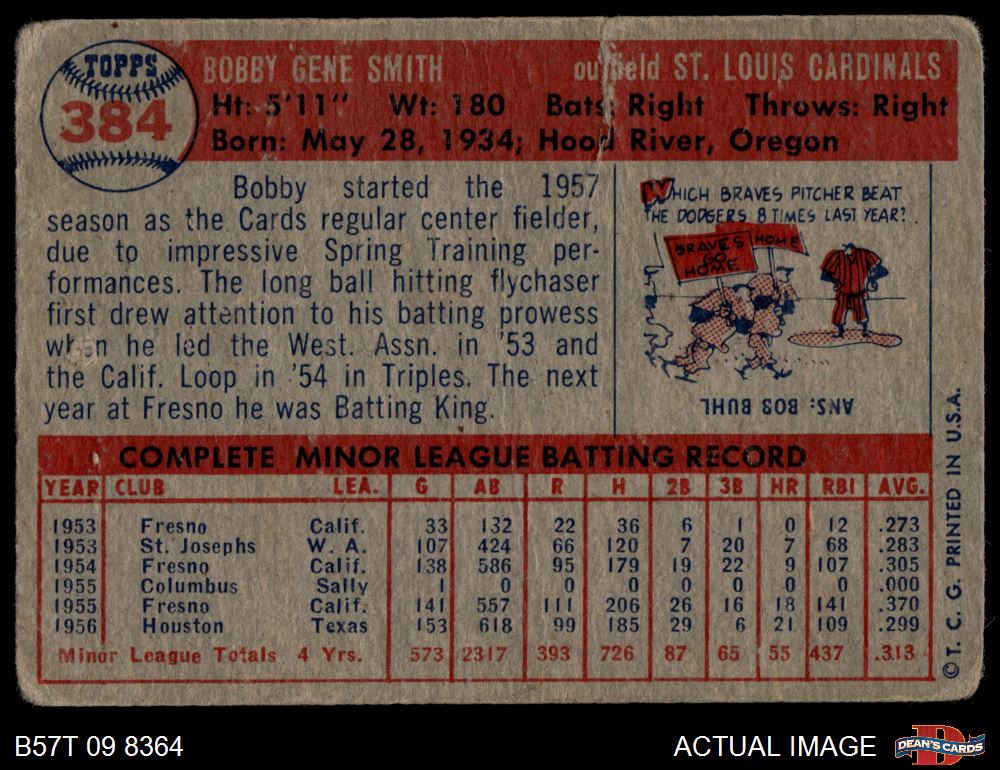 TOPPS
384
BOBBY GENE SMITH outfield ST. LOUIS CARDINALS
Ht: 5'11" Wt: 180 Bats: Right Throws: Right
Born: May 28, 1934; Hood River, Oregon
Bobby started the 1957
season as the Cards regular center fielder,
due to impressive Spring Training per-
formances. The long ball hitting flychaser
first drew attention to his batting prowess
when he led the West. Assn. in '53 and
the Calif. Loop in '54 in Triples. The next
year at Fresno he was Batting King.
WHICH BRAVES PITCHER BEAT
THE DODGERS 8 TIMES LAST YEAR?
BRAVES
GO
HOME
HOME
ANS: BOB BUHL
COMPLETE MINOR LEAGUE BATTING RECORD
YEAR CLUB LEA. G AB R H 2B 3B HR RBI AVG.
1953 Fresno Calif. 33 132 22 36 6 1 0 12 .273
1953 St. Josephs W. A. 107 424 66 120 7 20 7 68 .283
1954 Fresno Calif. 138 586 95 179 19 22 9 107 .305
1955 Columbus Sally 1 0 0 0 0 0 0 0 .000
1955 Fresno Calif. 141 557 111 206 26 16 18 141 .370
1956 Houston Texas 153 618 99 185 29 6 21 109 .299
Minor League Totals 4 Yrs. 573 2317 393 726 87 65 55 437 .313
©T. C. G. PRINTED IN U.S.A.
B57T 09 8364
ACTUAL IMAGE
DEAN'S CARDS